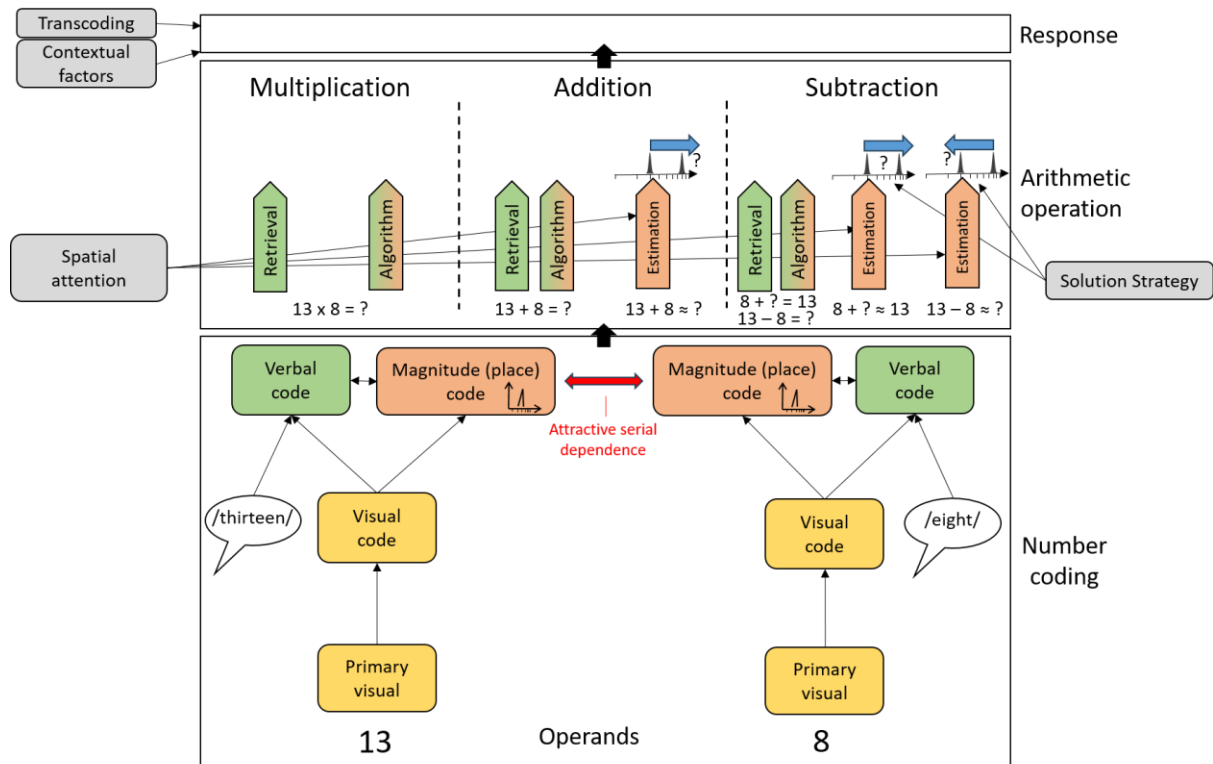 Transcoding
Contextual
factors
Response
Multiplication
Addition
Subtraction
?
?
?
Arithmetic
operation
Spatial
attention
Retrieval
Algorithm
Retrieval
Algorithm
Estimation
Retrieval
Algorithm
Estimation
Estimation
Solution Strategy
13 x 8 = ?
13 + 8 = ?
13 + 8 ≈ ?
8 + ? = 13
13 – 8 = ?
8 + ? ≈ 13
13 – 8 ≈ ?
Verbal
code
Magnitude (place)
code
Attractive serial
dependence
Magnitude (place)
code
Verbal
code
/thirteen/
Visual
code
Visual
code
/eight/
Number
coding
Primary
visual
Primary
visual
13
Operands
8